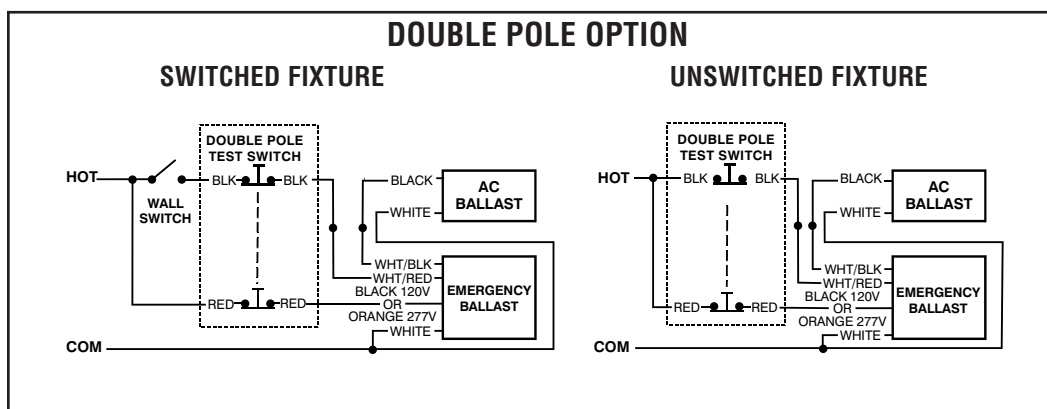 DOUBLE POLE OPTION
SWITCHED FIXTURE
DOUBLE POLE
TEST SWITCH
HOT
WALL
SWITCH
BLK
BLK
BLACK
WHITE
AC
BALLAST
WHT/BLK
WHT/RED
RED
RED
BLACK 120V
OR
ORANGE 277V
WHITE
EMERGENCY
BALLAST
COM
UNSWITCHED FIXTURE
DOUBLE POLE
TEST SWITCH
HOT
BLK
BLK
BLACK
WHITE
AC
BALLAST
WHT/BLK
WHT/RED
RED
RED
BLACK 120V
OR
ORANGE 277V
WHITE
EMERGENCY
BALLAST
COM